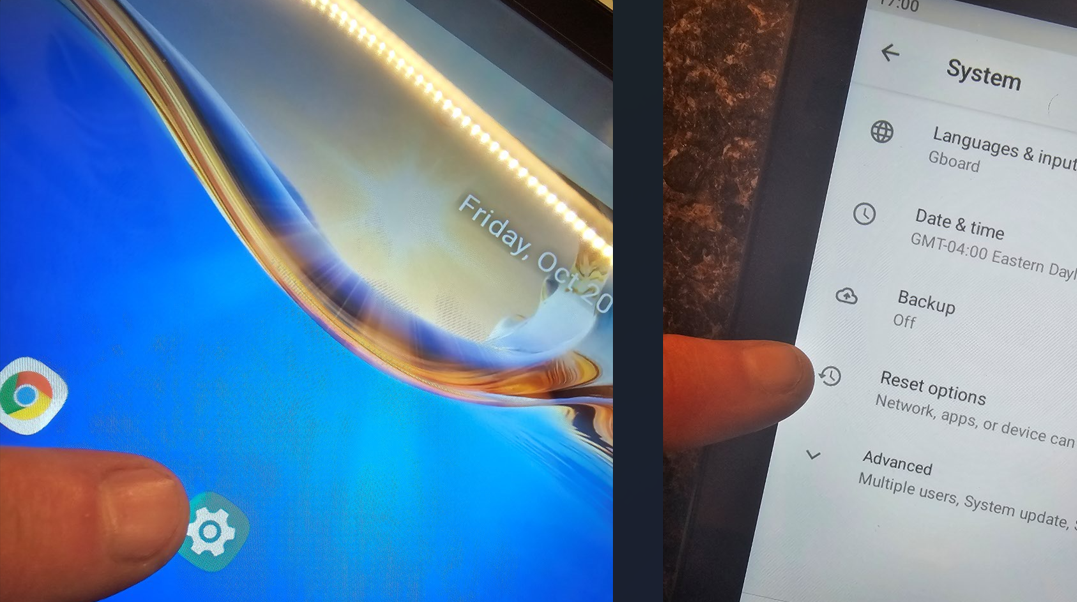 Friday, Oct 20
17:00
System
Languages & input
Gboard
Date & time
GMT-04:00 Eastern
Backup
Off
Reset options
Network, apps, or device can
Advanced
Multiple users, System update,